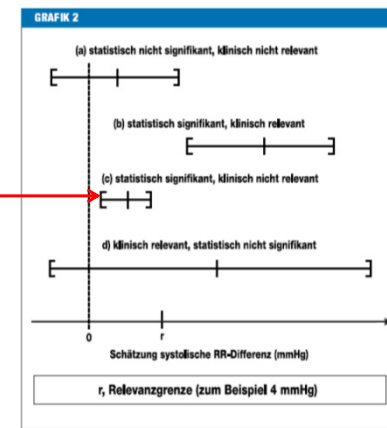 GRAFIK 2
(a) statistisch nicht signifikant, klinisch nicht relevant
(b) statistisch signifikant, klinisch relevant
(c) statistisch signifikant, klinisch nicht relevant
d) klinisch relevant, statistisch nicht signifikant
0 r
Schätzung systolische RR-Differenz (mmHg)
r, Relevanzgrenze (zum Beispiel 4 mmHg)